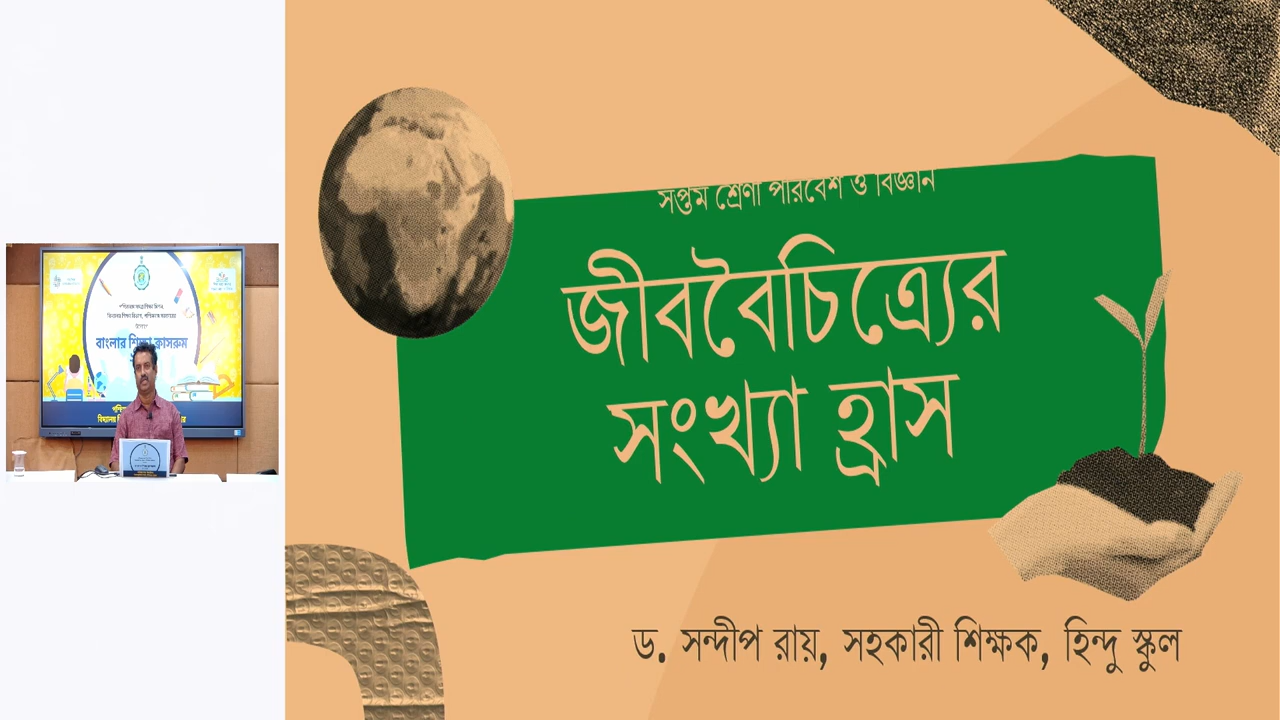 সপ্তম শ্রেণী পরিবেশ ও বিজ্ঞান
জীববৈচিত্র্যের
সংখ্যা হ্রাস
ড. সন্দীপ রায়, সহকারী শিক্ষক, হিন্দু স্কুল
বাংলার শিক্ষা ক্লাসরুম